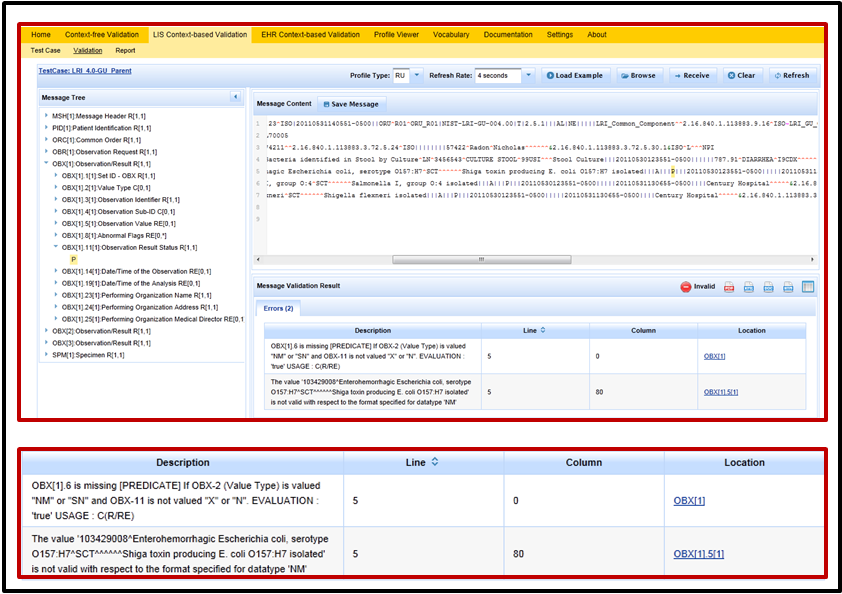 Home Context-free Validation LIS Context-based Validation EHR Context-based Validation Profile Viewer Vocabulary Documentation Settings About
Test Case Validation Report
TestCase: LRI_4.0-GU_Parent
Profile Type: RU Refresh Rate: 4 seconds Load Example Browse Receive Clear Refresh
Message Tree
MSH[1]:Message Header R[1,1]
PID[1]:Patient Identification R[1,1]
ORC[1]:Common Order R[1,1]
OBR[1]:Observation Request R[1,1]
OBX[1]:Observation/Result R[1,1]
OBX[1].1[1]:Set ID - OBX R[1,1]
OBX[1].2[1]:Value Type C[0,1]
OBX[1].3[1]:Observation Identifier R[1,1]
OBX[1].4[1]:Observation Sub-ID C[0,1]
OBX[1].5[1]:Observation Value RE[0,1]
OBX[1].8[1]:Abnormal Flags RE[0,*]
OBX[1].11[1]:Observation Result Status R[1,1]
P
OBX[1].14[1]:Date/Time of the Observation RE[0,1]
OBX[1].19[1]:Date/Time of the Analysis RE[0,1]
OBX[1].23[1]:Performing Organization Name R[1,1]
OBX[1].24[1]:Performing Organization Address R[1,1]
OBX[1].25[1]:Performing Organization Medical Director RE[0,1
OBX[2]:Observation/Result R[1,1]
OBX[3]:Observation/Result R[1,1]
SPM[1]:Specimen R[1,1]
Message Content Save Message
1 23^ISO|20110531140551-0500||ORU^R01^ORU_R01|NIST-LRI-GU-004.00|T|2.5.1|||AL|NE|||||LRI_Common_Component^^2.16.840.1.113883.9.16^ISO~LRI_GU_
2 70005
3 4211^^2.16.840.1.113883.3.72.5.24^ISO||||||||57422^Radon^Nicholas^^^^^^&2.16.840.1.113883.3.72.5.30.1&ISO^L^^^NPI
4 acteria identified in Stool by Culture^LN^3456543^CULTURE STOOL^99USI^^^Stool Culture|||20110530123551-0500|||||||787.91^DIARRHEA^I9CDX
5 agic Escherichia coli, serotype O157:H7^SCT^^^^^^Shiga toxin producing E. coli O157:H7 isolated|||A|||P|||20110530123551-0500|||||2011053
6 I, group O:4^SCT^^^^^^Salmonella I, group O:4 isolated|||A|||P|||20110530123551-0500|||||20110531130655-0500||||Century Hospital^^^^^&2.16.8
7 xneri^SCT^^^^^^Shigella flexneri isolated|||A|||P|||20110530123551-0500|||||20110531130655-0500||||Century Hospital^^^^^&2.16.840.1.113883.3
8
9
Message Validation Result Invalid
Errors (2)
Description Line Column Location
OBX[1].6 is missing [PREDICATE] If OBX-2 (Value Type) is valued
"NM" or "SN" and OBX-11 is not valued "X" or "N". EVALUATION :
'true' USAGE : C(R/RE)
5 0 OBX[1]
The value '103429008^Enterohemorrhagic Escherichia coli, serotype
O157:H7^SCT^^^^^^Shiga toxin producing E. coli O157:H7 isolated'
is not valid with respect to the format specified for datatype 'NM'
5 80 OBX[1].5[1]
Description Line Column Location
OBX[1].6 is missing [PREDICATE] If OBX-2 (Value Type) is valued
"NM" or "SN" and OBX-11 is not valued "X" or "N". EVALUATION :
'true' USAGE : C(R/RE)
5 0 OBX[1]
The value '103429008^Enterohemorrhagic Escherichia coli, serotype
O157:H7^SCT^^^^^^Shiga toxin producing E. coli O157:H7 isolated'
is not valid with respect to the format specified for datatype 'NM'
5 80 OBX[1].5[1]